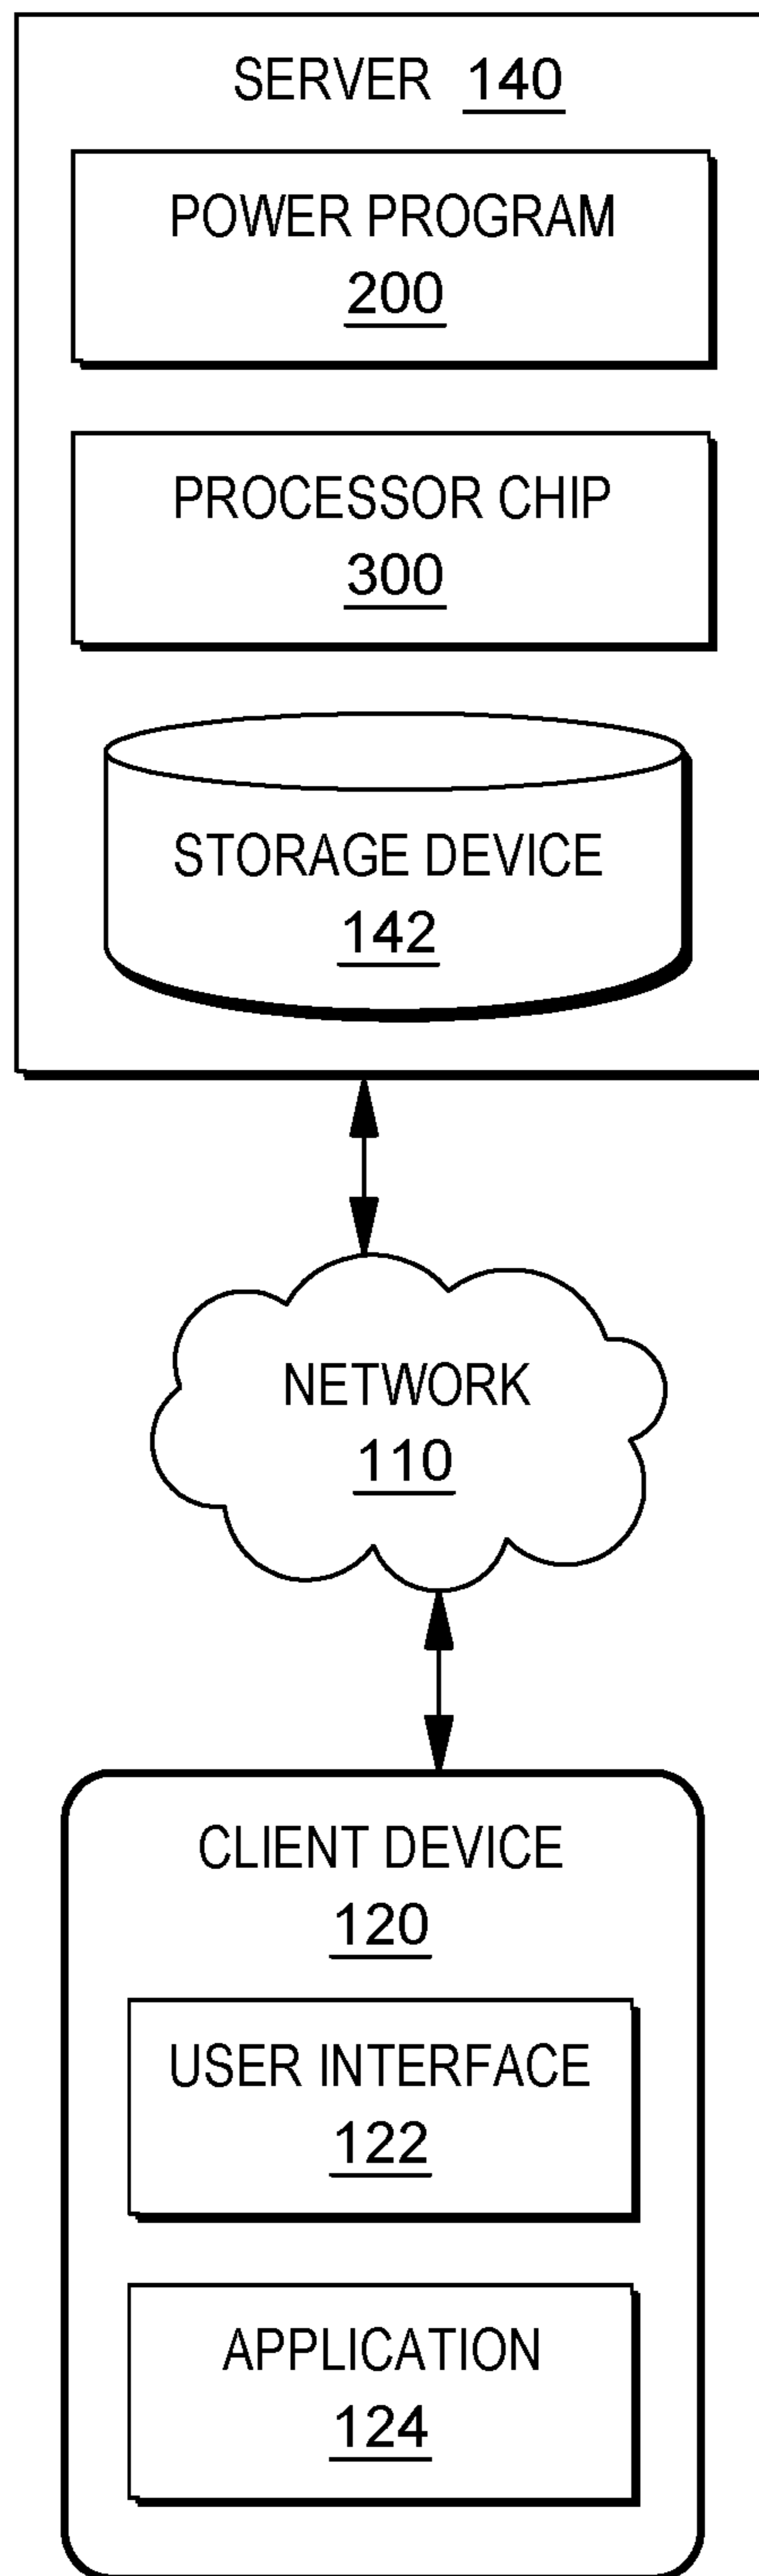 SERVER 140
POWER PROGRAM
200
PROCESSOR CHIP
300
STORAGE DEVICE
142
NETWORK
110
CLIENT DEVICE
120
USER INTERFACE
122
APPLICATION
124